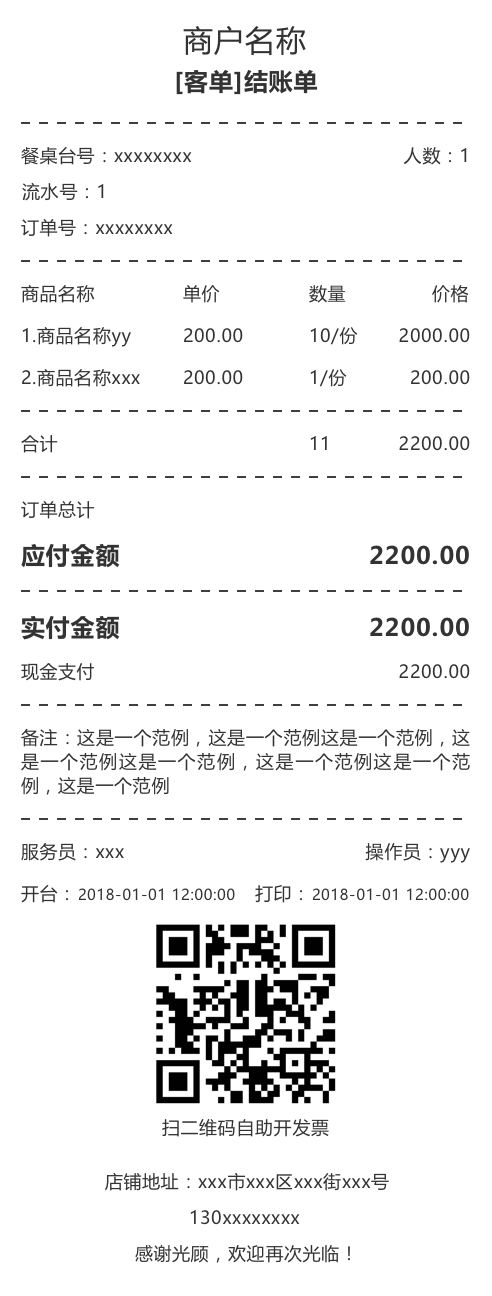 商户名称
[客单]结账单
餐桌台号：xxxxxxxx 人数：1
流水号：1
订单号：xxxxxxxx
商品名称 单价 数量 价格
1.商品名称yy 200.00 10/份 2000.00
2.商品名称xxx 200.00 1/份 200.00
合计 11 2200.00
订单总计
应付金额 2200.00
实付金额 2200.00
现金支付 2200.00
备注：这是一个范例，这是一个范例这是一个范例，这
是一个范例这是一个范例，这是一个范例这是一个范
例，这是一个范例
服务员：xxx 操作员：yyy
开台：2018-01-01 12:00:00 打印：2018-01-01 12:00:00
扫二维码自助开发票
店铺地址：xxx市xxx区xxx街xxx号
130xxxxxxxx
感谢光顾，欢迎再次光临！